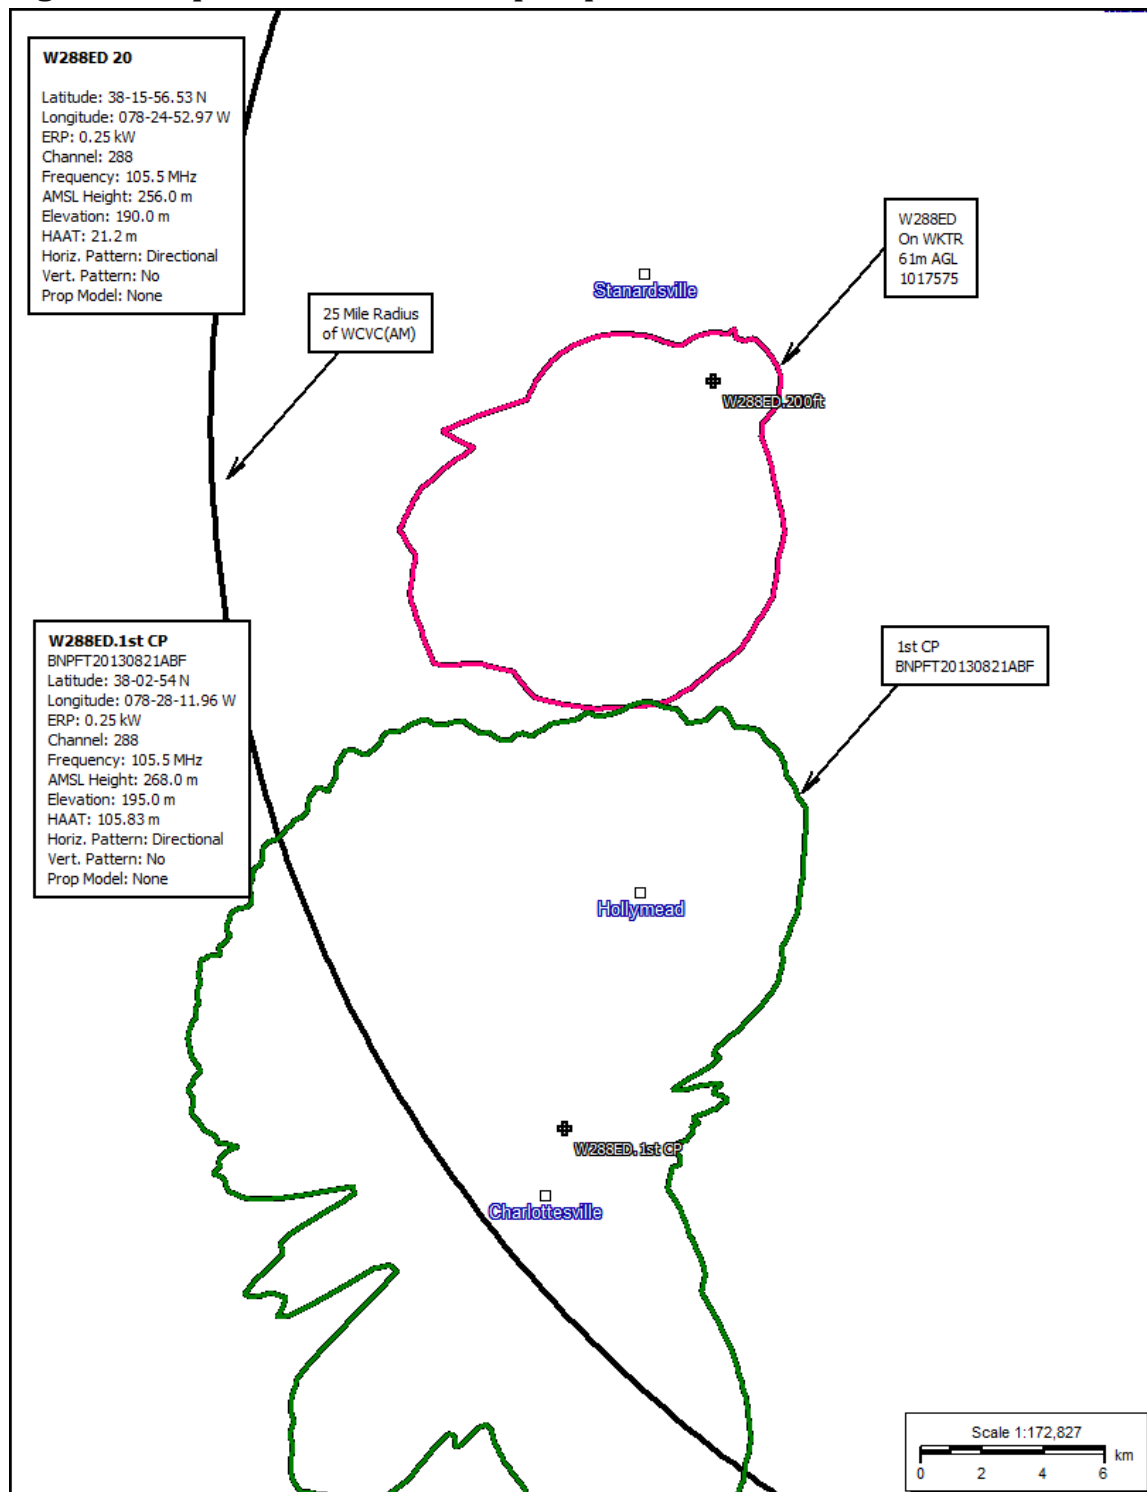 W288ED 20
Latitude: 38-15-56.53 N
Longitude: 078-24-52.97 W
ERP: 0.25 kW
Channel: 288
Frequency: 105.5 MHz
AMSL Height: 256.0 m
Elevation: 190.0 m
HAAT: 21.2 m
Horiz. Pattern: Directional
Vert. Pattern: No
Prop Model: None
W288ED
On WKTR
61m AGL
1017575
Stanardsville
25 Mile Radius
of WCVC(AM)
W288ED.200ft
W288ED.1st CP
BNPFT20130821ABF
Latitude: 38-02-54 N
Longitude: 078-28-11.96 W
ERP: 0.25 kW
Channel: 288
Frequency: 105.5 MHz
AMSL Height: 268.0 m
Elevation: 195.0 m
HAAT: 105.83 m
Horiz. Pattern: Directional
Vert. Pattern: No
Prop Model: None
1st CP
BNPFT20130821ABF
Hollymead
W288ED.1st CP
Charlottesville
Scale 1:172,827
0 2 4 6 km